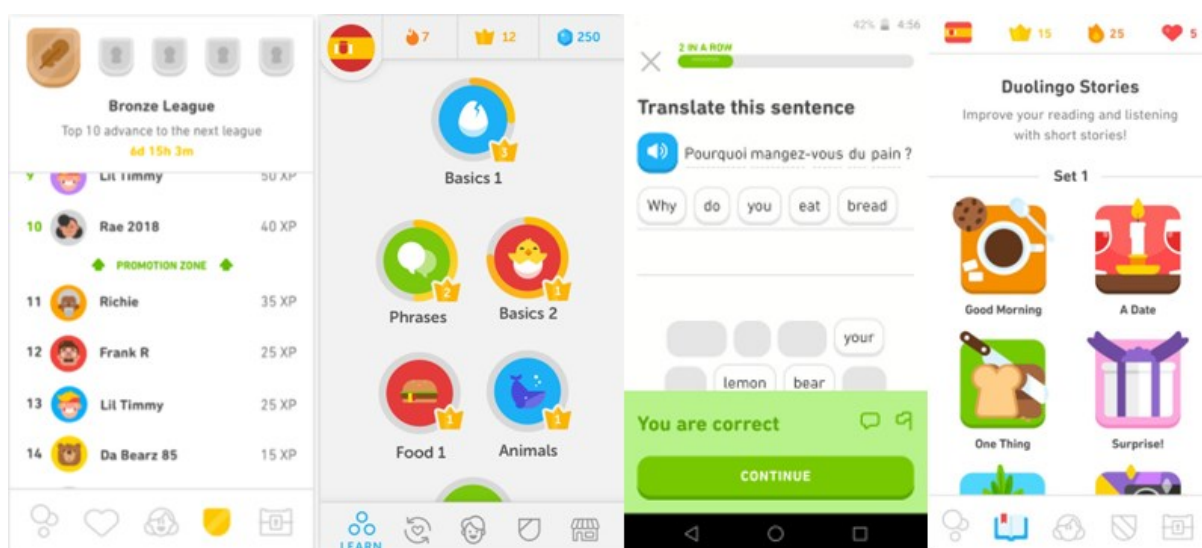 Bronze League
Top 10 advance to the next league
6d 15h 3m
9 Lil Timmy 50 XP
10 Rae 2018 40 XP
PROMOTION ZONE
11 Richie 35 XP
12 Frank R 25 XP
13 Lil Timmy 25 XP
14 Da Bearz 85 15 XP
7 12 250
3
Basics 1
2 1
Phrases Basics 2
1 1
Food 1 Animals
LEARN
42% 4:56
2 IN A ROW
Translate this sentence
Pourquoi mangez-vous du pain ?
Why do you eat bread
your
lemon bear
You are correct
CONTINUE
15 25 5
Duolingo Stories
Improve your reading and listening
with short stories!
Set 1
Good Morning A Date
One Thing Surprise!